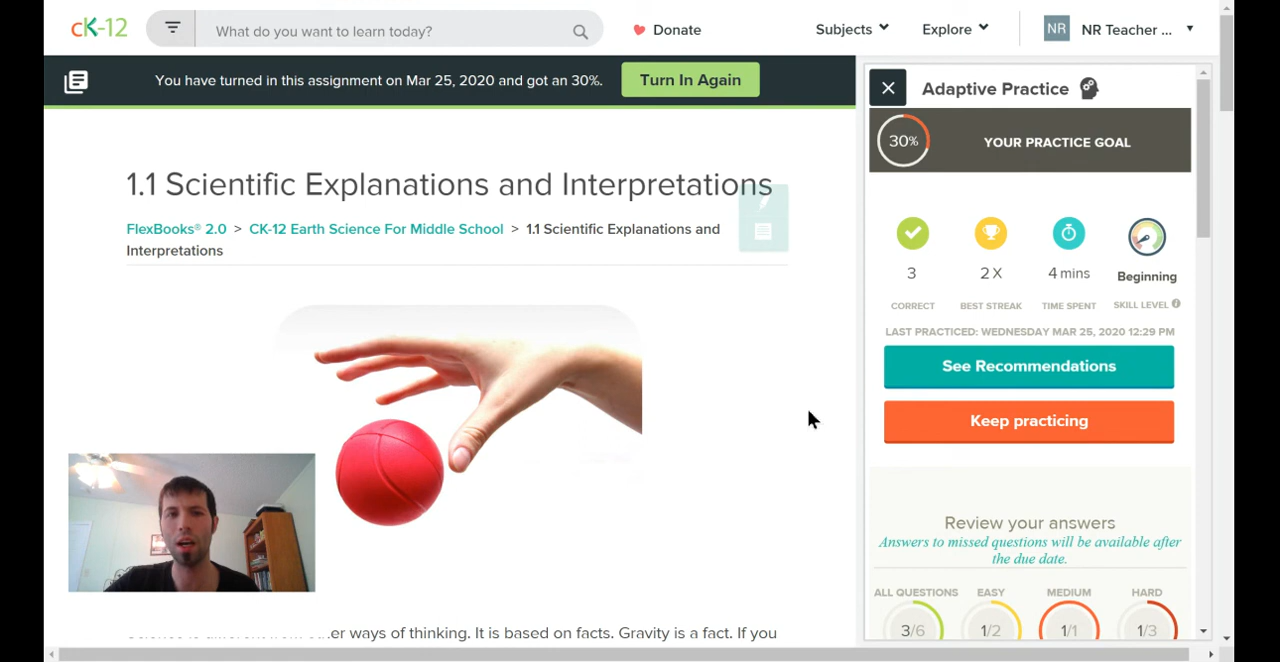 cK-12
What do you want to learn today?
Donate
Subjects
Explore
NR
NR Teacher ...
You have turned in this assignment on Mar 25, 2020 and got an 30%.
Turn In Again
1.1 Scientific Explanations and Interpretations
FlexBooks® 2.0 > CK-12 Earth Science For Middle School > 1.1 Scientific Explanations and
Interpretations
Science is different from other ways of thinking. It is based on facts. Gravity is a fact. If you
Adaptive Practice
30%
YOUR PRACTICE GOAL
3
2 X
4 mins
Beginning
CORRECT
BEST STREAK
TIME SPENT
SKILL LEVEL
LAST PRACTICED: WEDNESDAY MAR 25, 2020 12:29 PM
See Recommendations
Keep practicing
Review your answers
Answers to missed questions will be available after
the due date.
ALL QUESTIONS
EASY
MEDIUM
HARD
3/6
1/2
1/1
1/3